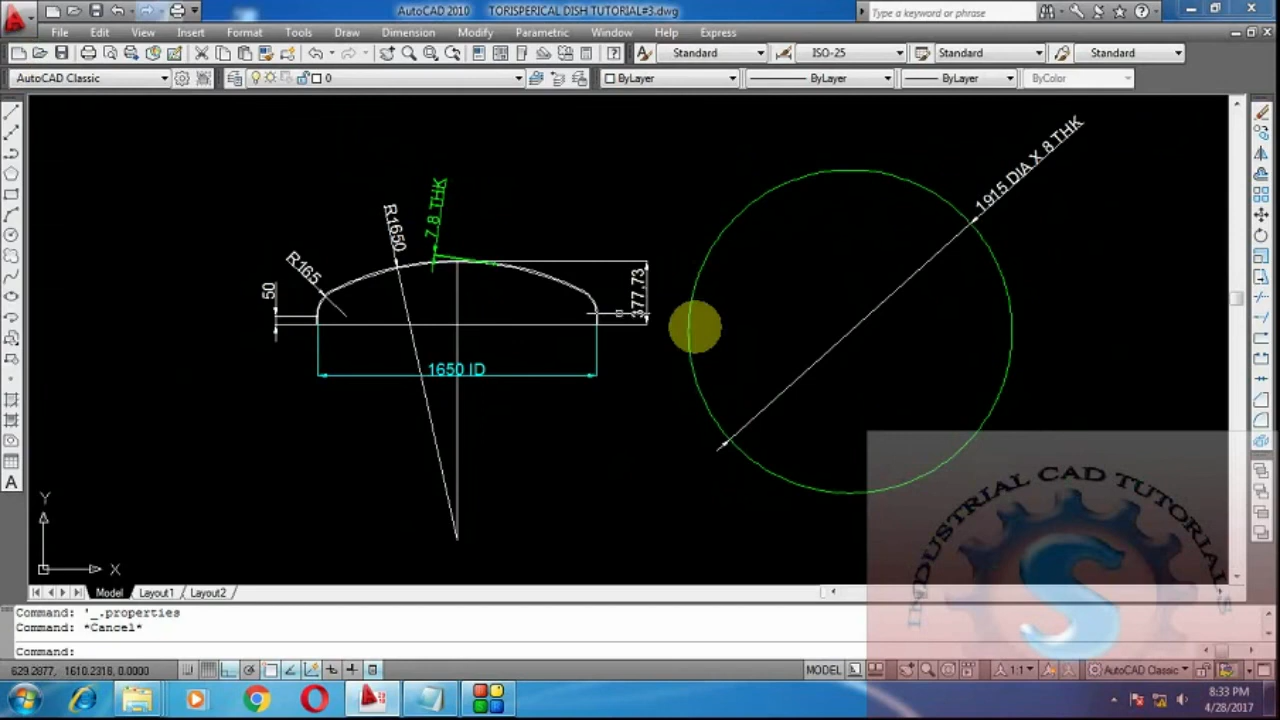 AutoCAD 2010 TORISPERICAL DISH TUTORIAL#3.dwg
Type a keyword or phrase
File Edit View Insert Format Tools Draw Dimension Modify Parametric Window Help Express
Standard ISO-25 Standard Standard
AutoCAD Classic 0 ByLayer ByLayer ByLayer ByColor
1915 DIA X 8 THK
7.8 THK
R1650
R165
50
377,73
1650 ID
INDUSTRIAL CAD TUTORIALS
S
Y
X
Model Layout1 Layout2
Command: '_.properties
Command: *Cancel*
Command:
629.2877, 1610.2318, 0.0000
MODEL 1:1 AutoCAD Classic
8:33 PM
4/28/2017